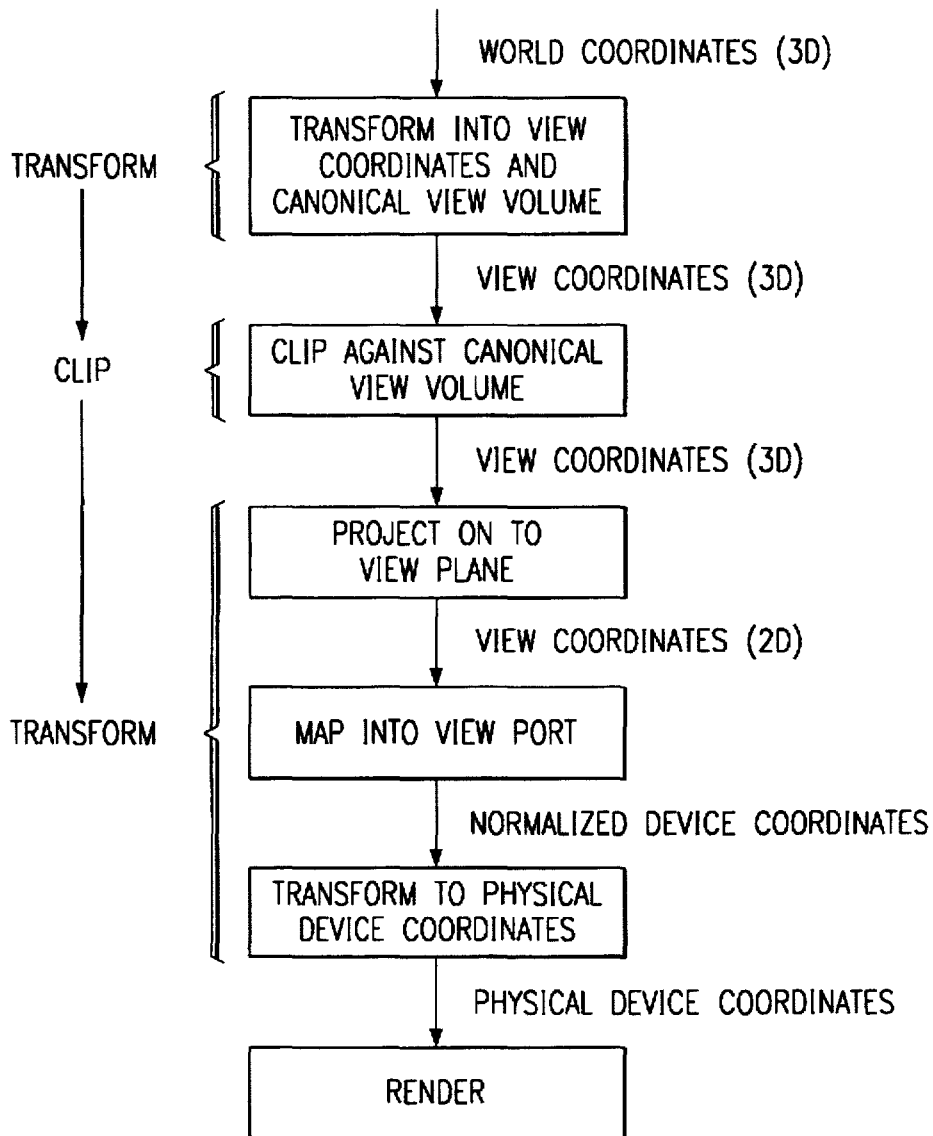 WORLD COORDINATES (3D)
TRANSFORM
TRANSFORM INTO VIEW
COORDINATES AND
CANONICAL VIEW VOLUME
VIEW COORDINATES (3D)
CLIP
CLIP AGAINST CANONICAL
VIEW VOLUME
VIEW COORDINATES (3D)
PROJECT ON TO
VIEW PLANE
VIEW COORDINATES (2D)
TRANSFORM
MAP INTO VIEW PORT
NORMALIZED DEVICE COORDINATES
TRANSFORM TO PHYSICAL
DEVICE COORDINATES
PHYSICAL DEVICE COORDINATES
RENDER